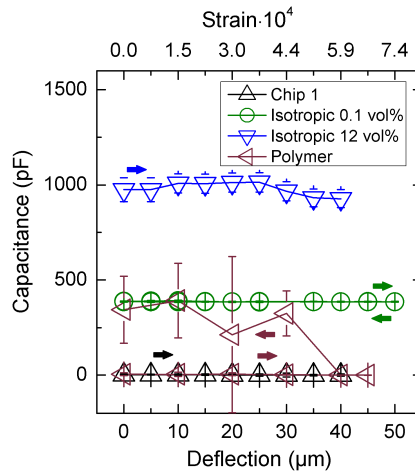 Strain·10⁴
0.0 1.5 3.0 4.4 5.9 7.4
1500
1000
500
0
Capacitance (pF)
Chip 1
Isotropic 0.1 vol%
Isotropic 12 vol%
Polymer
0 10 20 30 40 50
Deflection (µm)